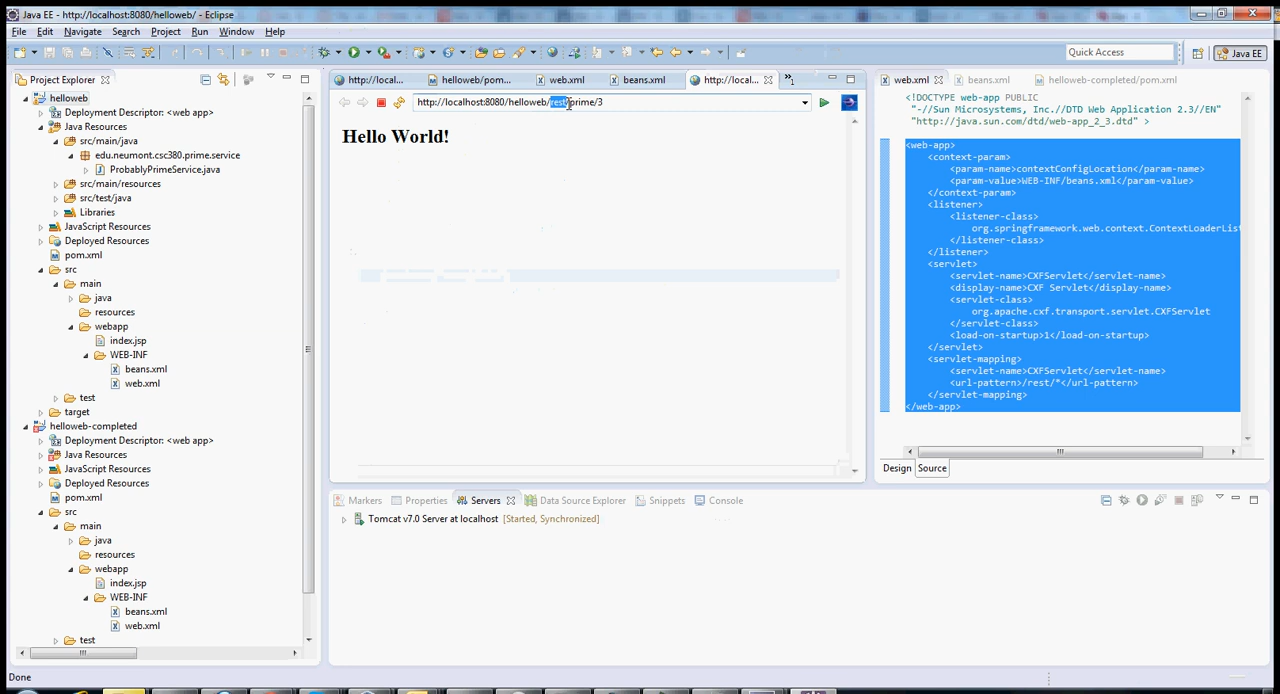 Java EE - http://localhost:8080/helloweb/ - Eclipse
File Edit Navigate Search Project Run Window Help
Quick Access
Java EE
Project Explorer
helloweb
Deployment Descriptor: <web app>
Java Resources
src/main/java
edu.neumont.csc380.prime.service
ProbablyPrimeService.java
src/main/resources
src/test/java
Libraries
JavaScript Resources
Deployed Resources
pom.xml
src
main
java
resources
webapp
index.jsp
WEB-INF
beans.xml
web.xml
test
target
helloweb-completed
Deployment Descriptor: <web app>
Java Resources
JavaScript Resources
Deployed Resources
pom.xml
src
main
java
resources
webapp
index.jsp
WEB-INF
beans.xml
web.xml
test
http://local... helloweb/pom... web.xml beans.xml http://local... »1
http://localhost:8080/helloweb/rest/prime/3
Hello World!
web.xml beans.xml helloweb-completed/pom.xml
<!DOCTYPE web-app PUBLIC
"-//Sun Microsystems, Inc.//DTD Web Application 2.3//EN"
"http://java.sun.com/dtd/web-app_2_3.dtd" >
<web-app>
<context-param>
<param-name>contextConfigLocation</param-name>
<param-value>WEB-INF/beans.xml</param-value>
</context-param>
<listener>
<listener-class>
org.springframework.web.context.ContextLoaderList
</listener-class>
</listener>
<servlet>
<servlet-name>CXFServlet</servlet-name>
<display-name>CXF Servlet</display-name>
<servlet-class>
org.apache.cxf.transport.servlet.CXFServlet
</servlet-class>
<load-on-startup>1</load-on-startup>
</servlet>
<servlet-mapping>
<servlet-name>CXFServlet</servlet-name>
<url-pattern>/rest/*</url-pattern>
</servlet-mapping>
</web-app>
Design Source
Markers Properties Servers Data Source Explorer Snippets Console
Tomcat v7.0 Server at localhost [Started, Synchronized]
Done